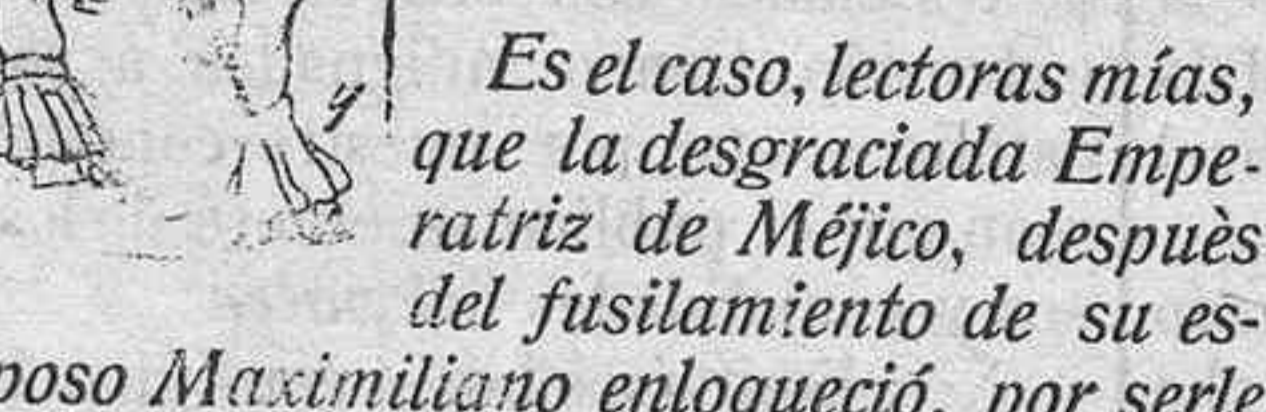 Es el caso, lectoras mías,
que la desgraciada Empe-
ratriz de Méjico, despuès
del fusilamiento de su es-
poso Maximiliano enloqueció, por serle